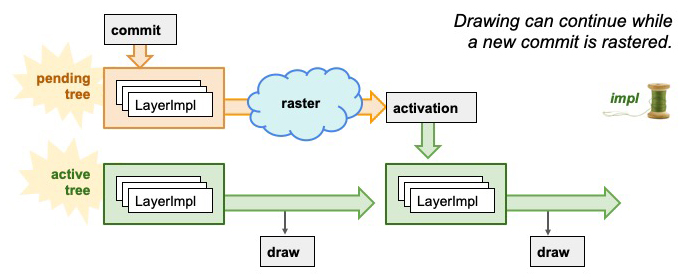 commit
Drawing can continue while
a new commit is rastered.
pending
tree
LayerImpl
raster
activation
impl
active
tree
LayerImpl
LayerImpl
draw
draw